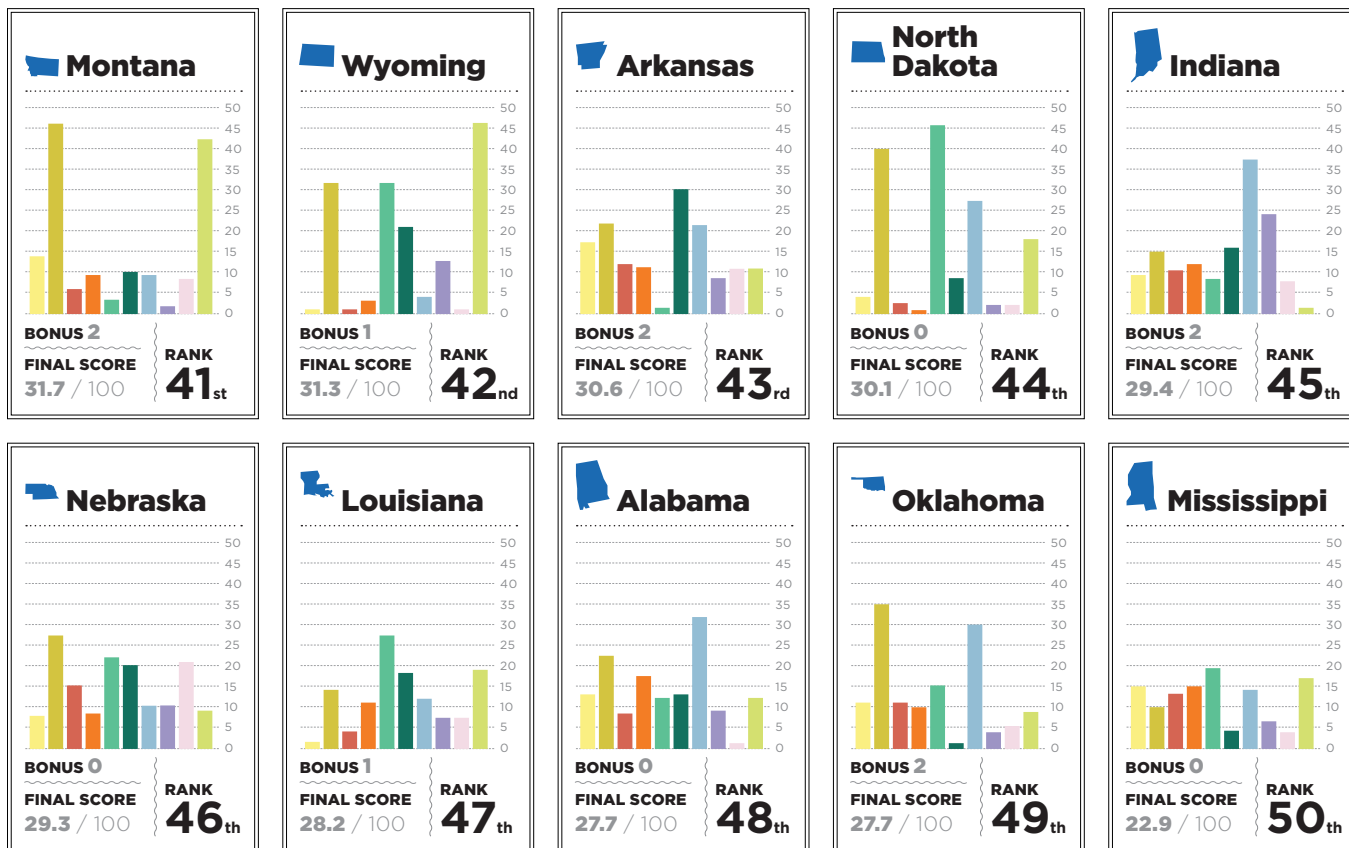 Montana
50
45
40
35
30
25
20
15
10
5
0
BONUS 2
FINAL SCORE
31.7 / 100
RANK
41st
Wyoming
50
45
40
35
30
25
20
15
10
5
0
BONUS 1
FINAL SCORE
31.3 / 100
RANK
42nd
Arkansas
50
45
40
35
30
25
20
15
10
5
0
BONUS 2
FINAL SCORE
30.6 / 100
RANK
43rd
North
Dakota
50
45
40
35
30
25
20
15
10
5
0
BONUS 0
FINAL SCORE
30.1 / 100
RANK
44th
Indiana
50
45
40
35
30
25
20
15
10
5
0
BONUS 2
FINAL SCORE
29.4 / 100
RANK
45th
Nebraska
50
45
40
35
30
25
20
15
10
5
0
BONUS 0
FINAL SCORE
29.3 / 100
RANK
46th
Louisiana
50
45
40
35
30
25
20
15
10
5
0
BONUS 1
FINAL SCORE
28.2 / 100
RANK
47th
Alabama
50
45
40
35
30
25
20
15
10
5
0
BONUS 0
FINAL SCORE
27.7 / 100
RANK
48th
Oklahoma
50
45
40
35
30
25
20
15
10
5
0
BONUS 2
FINAL SCORE
27.7 / 100
RANK
49th
Mississippi
50
45
40
35
30
25
20
15
10
5
0
BONUS 0
FINAL SCORE
22.9 / 100
RANK
50th